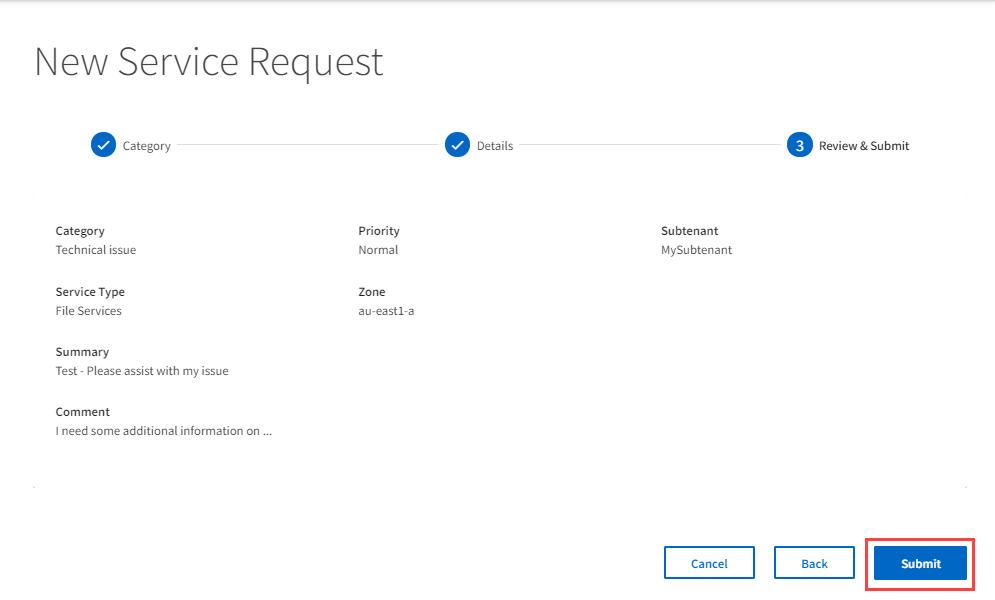 New Service Request
Category
Details
3 Review & Submit
Category
Technical issue
Priority
Normal
Subtenant
MySubtenant
Service Type
File Services
Zone
au-east1-a
Summary
Test - Please assist with my issue
Comment
I need some additional information on ...
Cancel
Back
Submit